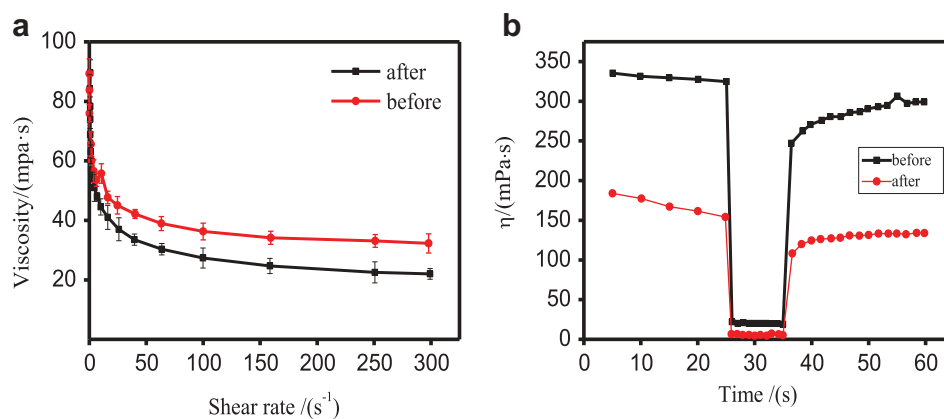 a
100
80
60
40
20
0 50 100 150 200 250 300
Viscosity/(mpa·s)
Shear rate /(s⁻¹)
after
before
b
350
300
250
200
150
100
50
0
0 10 20 30 40 50 60
η/(mPa·s)
Time /(s)
before
after